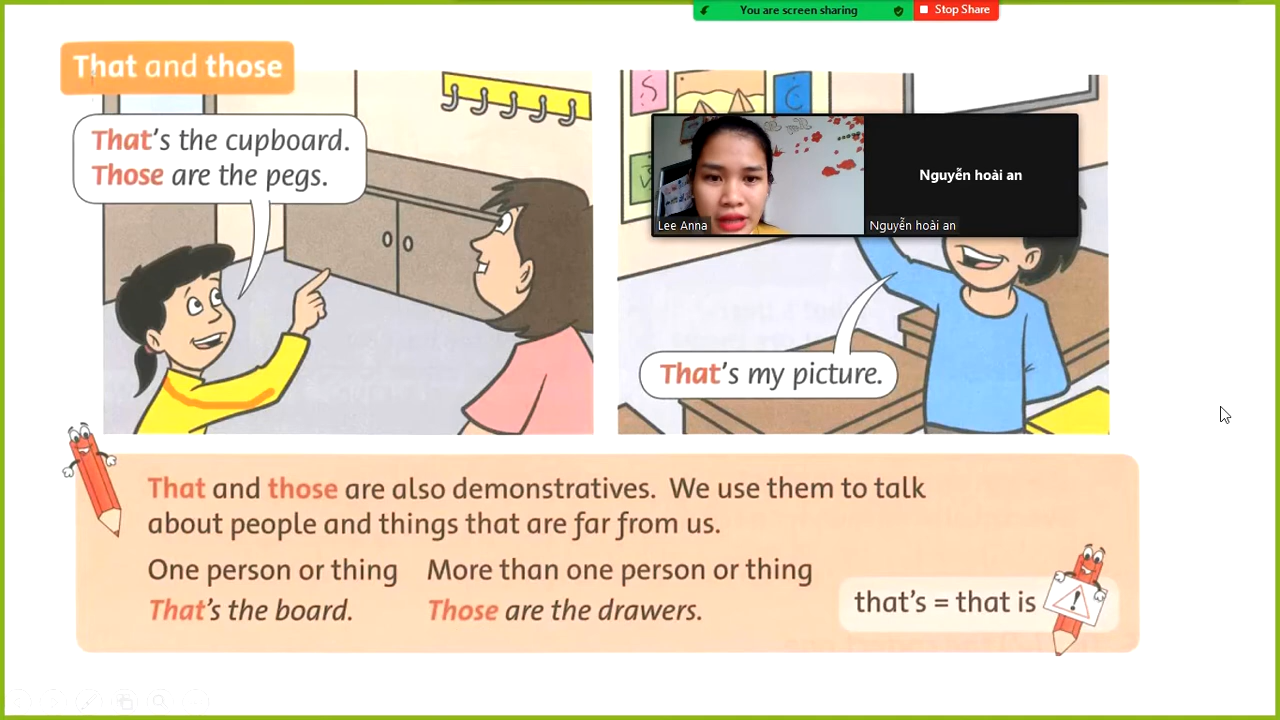 You are screen sharing
Stop Share
That and those
That's the cupboard.
Those are the pegs.
S
C
Lee Anna
Nguyễn hoài an
Nguyễn hoài an
That's my picture.
That and those are also demonstratives. We use them to talk
about people and things that are far from us.
One person or thing
More than one person or thing
That's the board.
Those are the drawers.
that's = that is
!